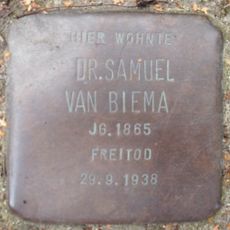 HIER WOHNTE
DR. SAMUEL
VAN BIEMA
JG. 1865
FREITOD
29.9.1938